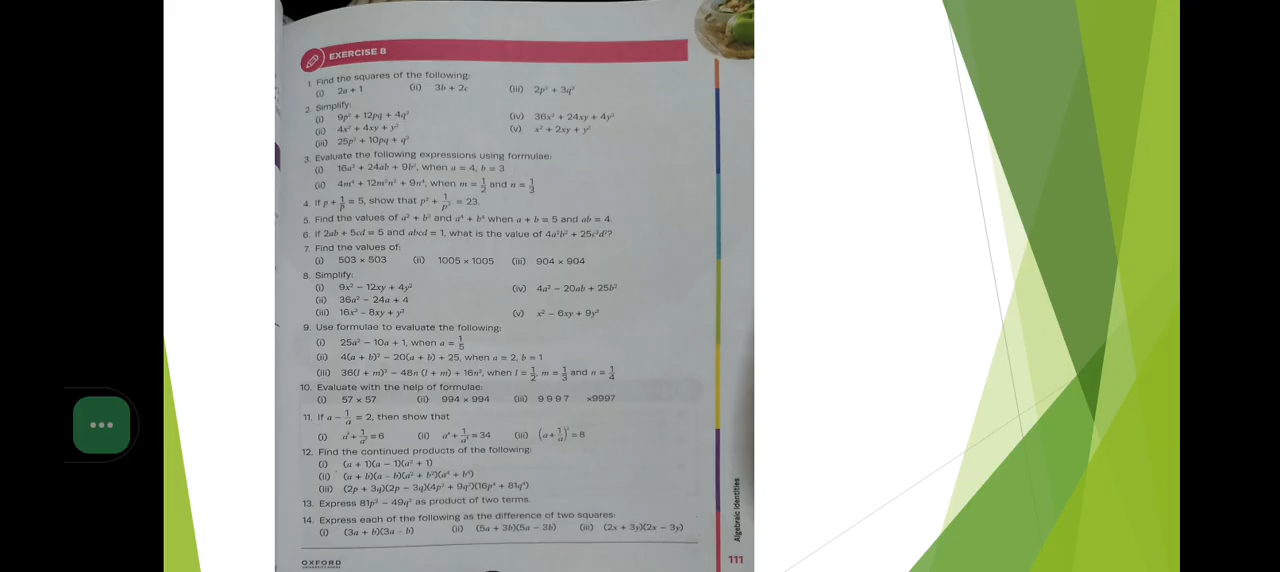 EXERCISE 8
1. Find the squares of the following:
(i) 2a + 1 (ii) 3b + 2c (iii) 2p² + 3q²
2. Simplify:
(i) 9p² + 12pq + 4q² (iv) 36x² + 24xy + 4y²
(ii) 4x² + 4xy + y² (v) x² + 2xy + y²
(iii) 25p² + 10pq + q²
3. Evaluate the following expressions using formulae:
(i) 16a² + 24ab + 9b², when a = 4, b = 3
(ii) 4m⁴ + 12m²n² + 9n⁴, when m = 1/2 and n = 1/3
4. If p + 1/p = 5, show that p² + 1/p² = 23.
5. Find the values of a² + b² and a⁴ + b⁴ when a + b = 5 and ab = 4.
6. If 2ab + 5cd = 5 and abcd = 1, what is the value of 4a²b² + 25c²d²?
7. Find the values of:
(i) 503 × 503 (ii) 1005 × 1005 (iii) 904 × 904
8. Simplify:
(i) 9x² − 12xy + 4y² (iv) 4a² − 20ab + 25b²
(ii) 36a² − 24a + 4
(iii) 16x² − 8xy + y² (v) x² − 6xy + 9y²
9. Use formulae to evaluate the following:
(i) 25a² − 10a + 1, when a = 1/5
(ii) 4(a + b)² − 20(a + b) + 25, when a = 2, b = 1
(iii) 36(l + m)² − 48n (l + m) + 16n², when l = 1/2, m = 1/3 and n = 1/4
10. Evaluate with the help of formulae:
(i) 57 × 57 (ii) 994 × 994 (iii) 9997 ×9997
11. If a − 1/a = 2, then show that
(i) a² + 1/a² = 6 (ii) a⁴ + 1/a⁴ = 34 (iii) (a + 1/a)² = 8
12. Find the continued products of the following:
(i) (a + 1)(a − 1)(a² + 1)
(ii) (a + b)(a − b)(a² + b²)(a⁴ + b⁴)
(iii) (2p + 3q)(2p − 3q)(4p² + 9q²)(16p⁴ + 81q⁴)
13. Express 81p² − 49q² as product of two terms.
14. Express each of the following as the difference of two squares:
(i) (3a + b)(3a − b) (ii) (5a + 3b)(5a − 3b) (iii) (2x + 3y)(2x − 3y)
OXFORD
UNIVERSITY PRESS
Algebraic Identities
111